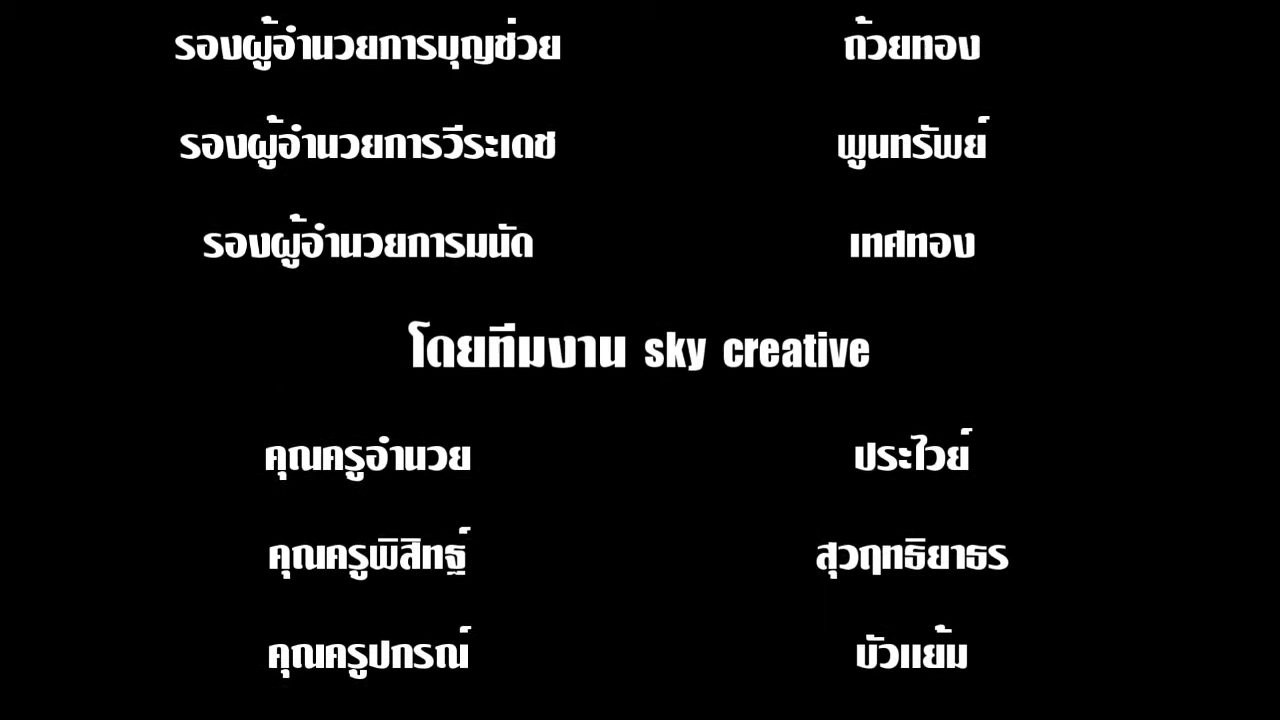 รองผู้อำนวยการบุญช่วย ถ้วยทอง
รองผู้อำนวยการวีระเดช พูนทรัพย์
รองผู้อำนวยการมนัด เทศทอง
โดยทีมงาน sky creative
คุณครูอำนวย ประไวย์
คุณครูพิสิทฐ์ สุวฤทธิยาธร
คุณครูปกรณ์ บัวแย้ม